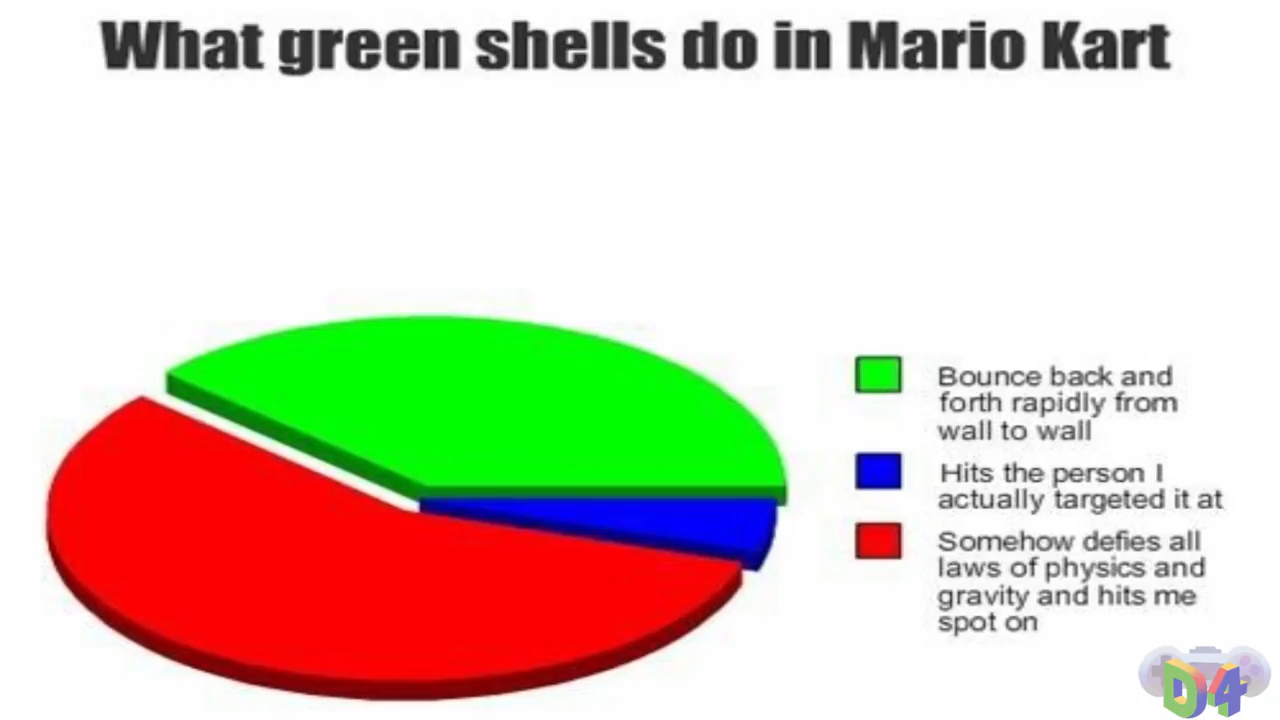 What green shells do in Mario Kart
Bounce back and
forth rapidly from
wall to wall
Hits the person I
actually targeted it at
Somehow defies all
laws of physics and
gravity and hits me
spot on
D4